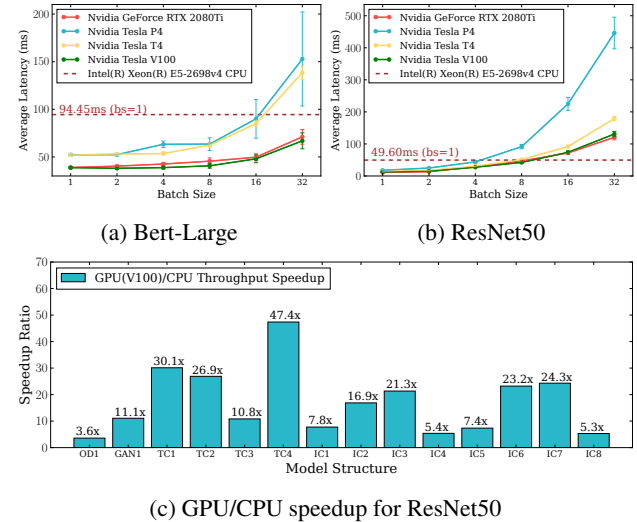 200
150
100
50
Average Latency (ms)
Nvidia GeForce RTX 2080Ti
Nvidia Tesla P4
Nvidia Tesla T4
Nvidia Tesla V100
Intel(R) Xeon(R) E5-2698v4 CPU
94.45ms (bs=1)
1 2 4 8 16 32
Batch Size
(a) Bert-Large
500
400
300
200
100
0
Average Latency (ms)
Nvidia GeForce RTX 2080Ti
Nvidia Tesla P4
Nvidia Tesla T4
Nvidia Tesla V100
Intel(R) Xeon(R) E5-2698v4 CPU
49.60ms (bs=1)
1 2 4 8 16 32
Batch Size
(b) ResNet50
70
60
50
40
30
20
10
0
Speedup Ratio
GPU(V100)/CPU Throughput Speedup
3.6x 11.1x 30.1x 26.9x 10.8x 47.4x 7.8x 16.9x 21.3x 5.4x 7.4x 23.2x 24.3x 5.3x
OD1 GAN1 TC1 TC2 TC3 TC4 IC1 IC2 IC3 IC4 IC5 IC6 IC7 IC8
Model Structure
(c) GPU/CPU speedup for ResNet50